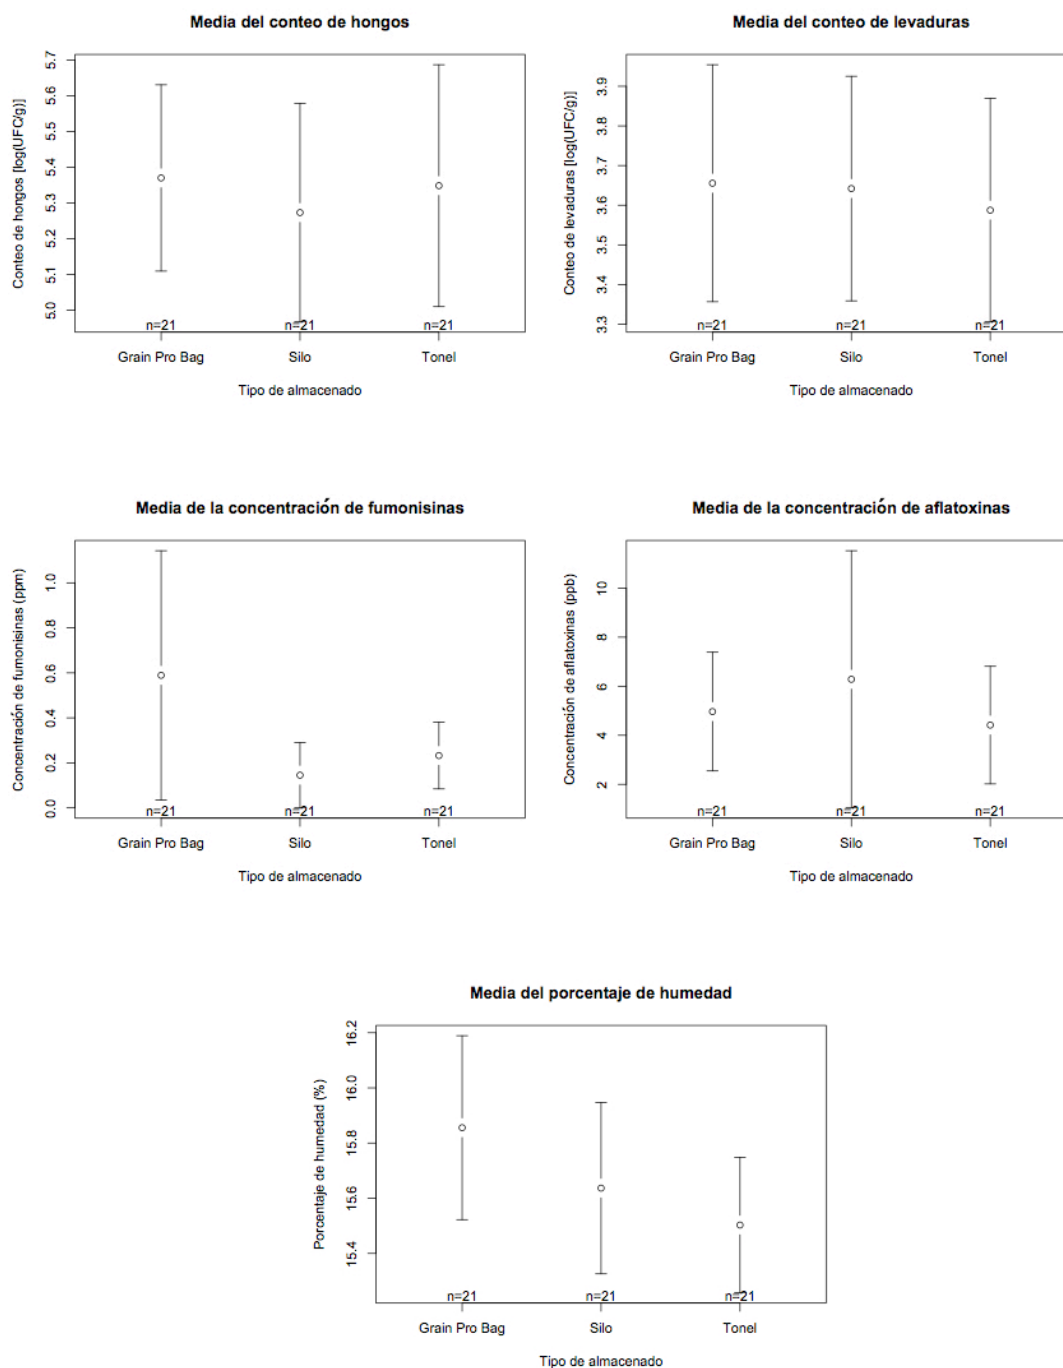 Media del conteo de hongos
Conteo de hongos [log(UFC/g)]
5.7
5.6
5.5
5.4
5.3
5.2
5.1
5.0
n=21 n=21 n=21
Grain Pro Bag Silo Tonel
Tipo de almacenado
Media del conteo de levaduras
Conteo de levaduras [log(UFC/g)]
3.9
3.8
3.7
3.6
3.5
3.4
3.3
n=21 n=21 n=21
Grain Pro Bag Silo Tonel
Tipo de almacenado
Media de la concentración de fumonisinas
Concentración de fumonisinas (ppm)
1.0
0.8
0.6
0.4
0.2
0.0
n=21 n=21 n=21
Grain Pro Bag Silo Tonel
Tipo de almacenado
Media de la concentración de aflatoxinas
Concentración de aflatoxinas (ppb)
10
8
6
4
2
n=21 n=21 n=21
Grain Pro Bag Silo Tonel
Tipo de almacenado
Media del porcentaje de humedad
Porcentaje de humedad (%)
16.2
16.0
15.8
15.6
15.4
n=21 n=21 n=21
Grain Pro Bag Silo Tonel
Tipo de almacenado